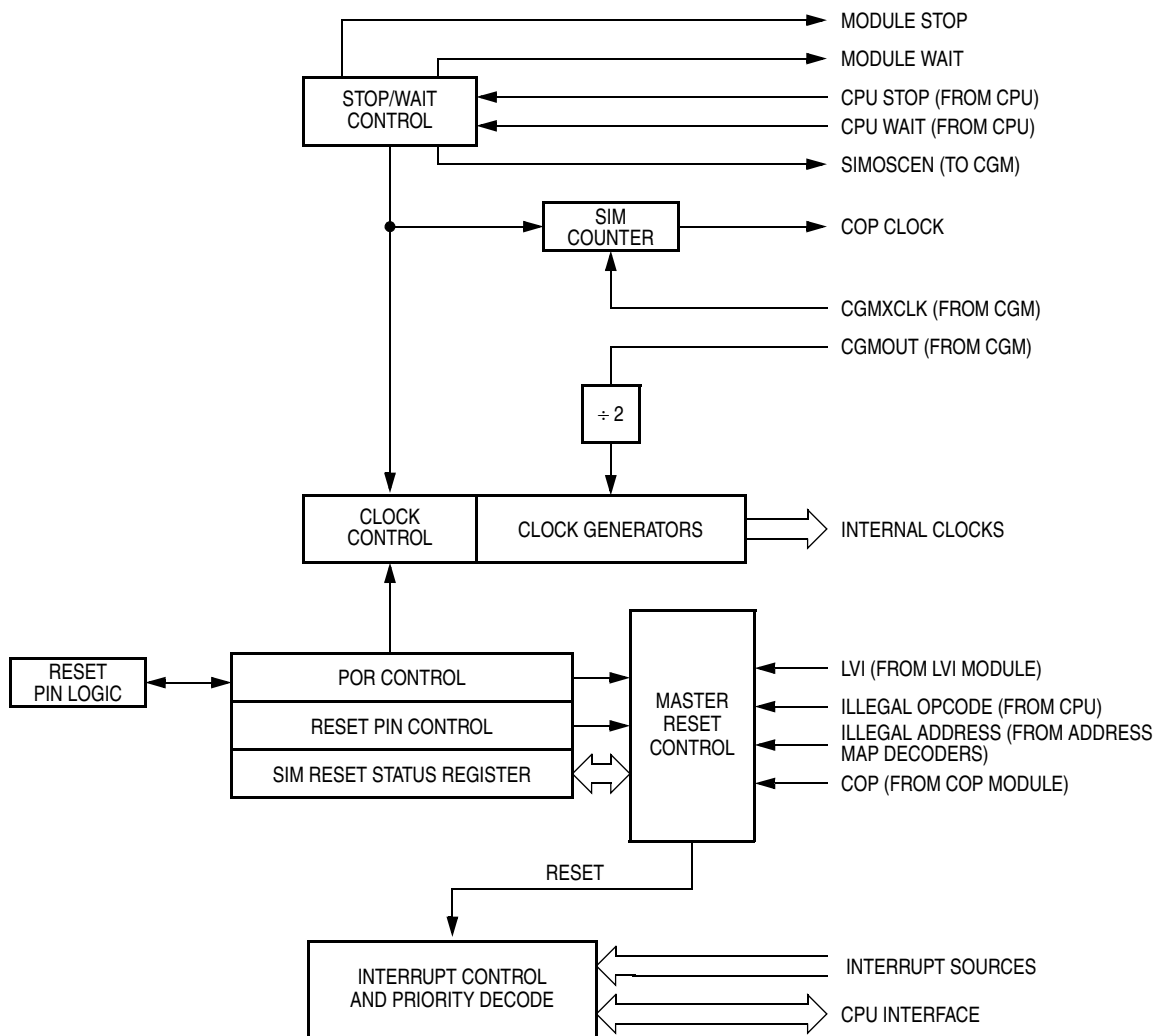 MODULE STOP
MODULE WAIT
STOP/WAIT
CONTROL
CPU STOP (FROM CPU)
CPU WAIT (FROM CPU)
SIMOSCEN (TO CGM)
SIM
COUNTER
COP CLOCK
CGMXCLK (FROM CGM)
CGMOUT (FROM CGM)
÷ 2
CLOCK
CONTROL
CLOCK GENERATORS
INTERNAL CLOCKS
RESET
PIN LOGIC
POR CONTROL
RESET PIN CONTROL
SIM RESET STATUS REGISTER
MASTER
RESET
CONTROL
LVI (FROM LVI MODULE)
ILLEGAL OPCODE (FROM CPU)
ILLEGAL ADDRESS (FROM ADDRESS
MAP DECODERS)
COP (FROM COP MODULE)
RESET
INTERRUPT CONTROL
AND PRIORITY DECODE
INTERRUPT SOURCES
CPU INTERFACE